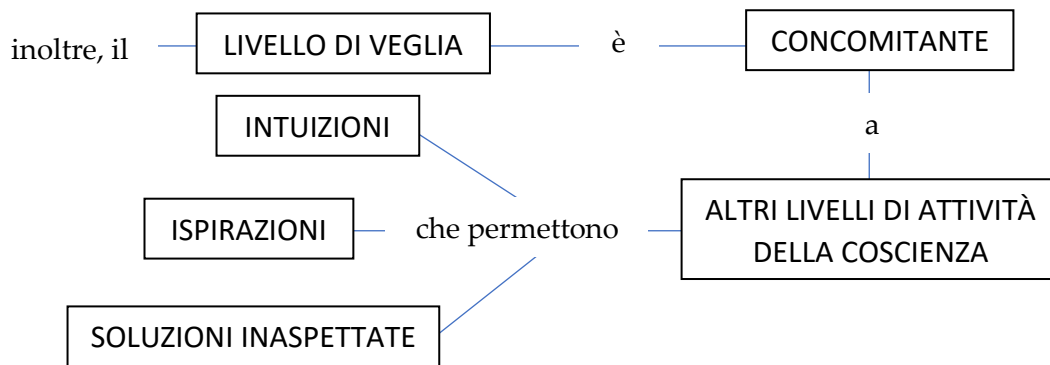 inoltre, il
LIVELLO DI VEGLIA
è
CONCOMITANTE
a
ALTRI LIVELLI DI ATTIVITÀ
DELLA COSCIENZA
che permettono
INTUIZIONI
ISPIRAZIONI
SOLUZIONI INASPETTATE